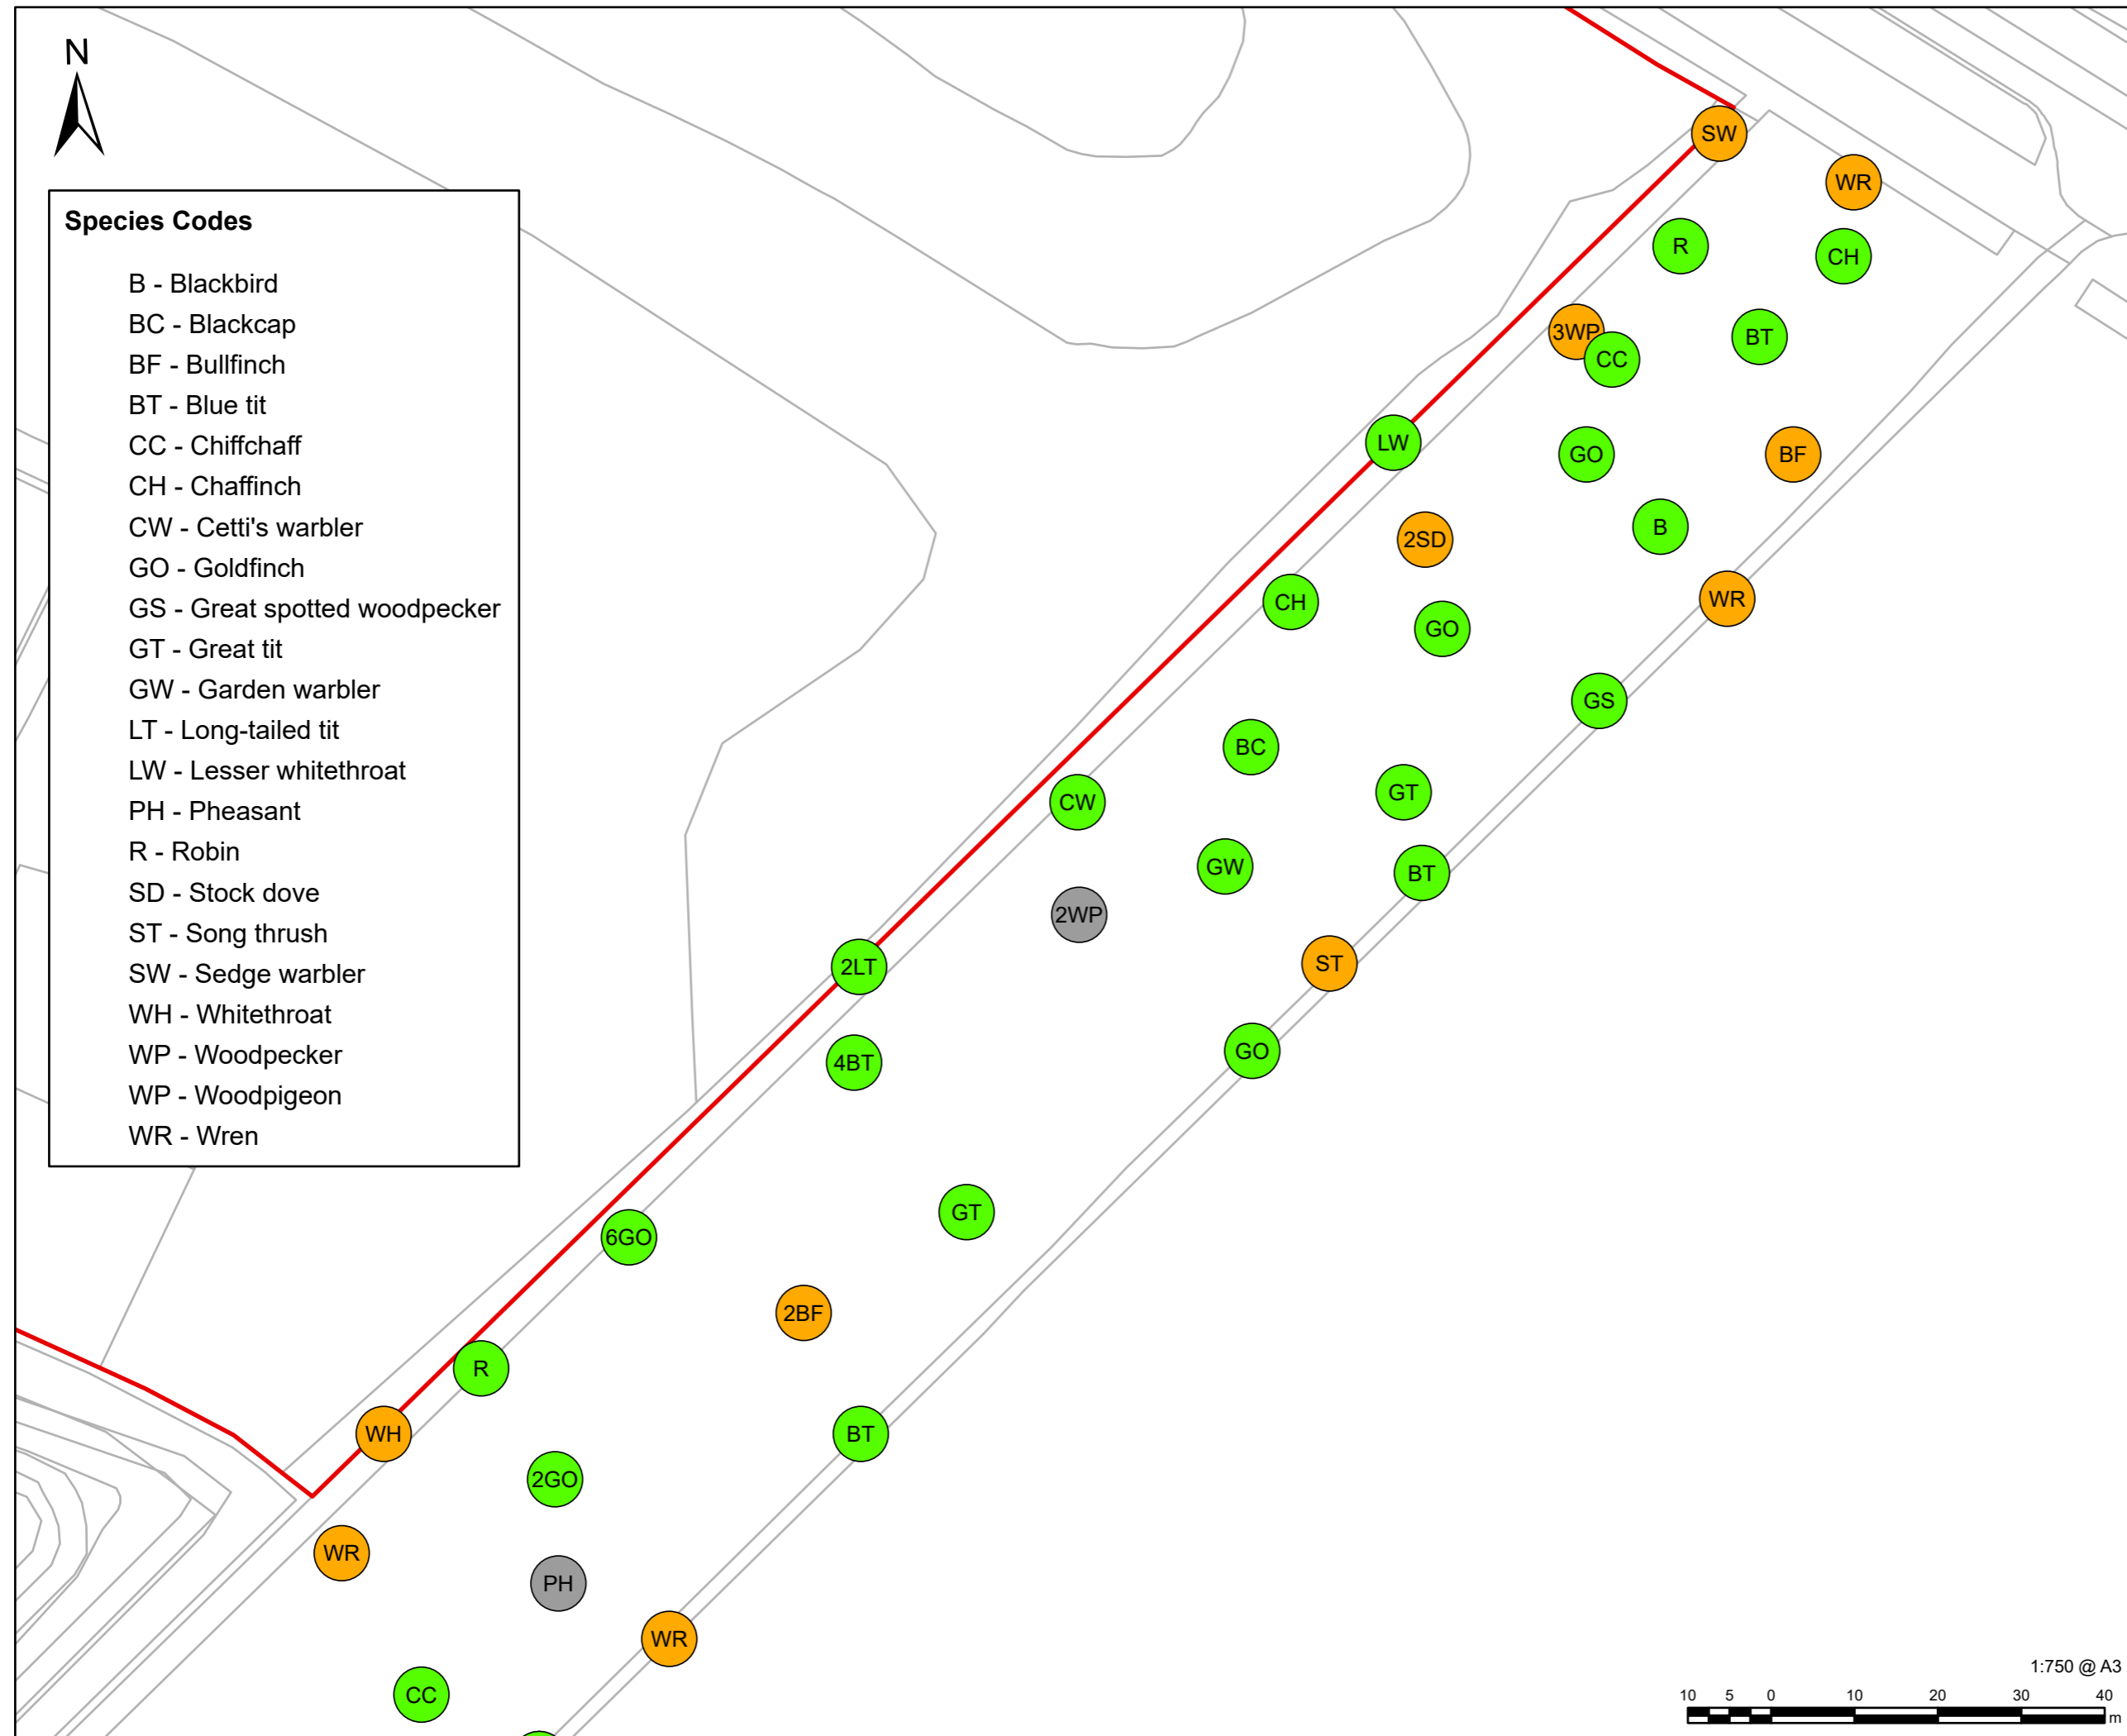 N
Species Codes
B - Blackbird
BC - Blackcap
BF - Bullfinch
BT - Blue tit
CC - Chiffchaff
CH - Chaffinch
CW - Cetti's warbler
GO - Goldfinch
GS - Great spotted woodpecker
GT - Great tit
GW - Garden warbler
LT - Long-tailed tit
LW - Lesser whitethroat
PH - Pheasant
R - Robin
SD - Stock dove
ST - Song thrush
SW - Sedge warbler
WH - Whitethroat
WP - Woodpecker
WP - Woodpigeon
WR - Wren
SW
WR
R
CH
3WP
BT
CC
LW
GO
BF
B
2SD
WR
CH
GO
GS
BC
GT
CW
GW
BT
2WP
ST
2LT
GO
4BT
GT
6GO
2BF
R
WH
BT
2GO
WR
PH
WR
CC
1:750 @ A3
10 5 0 10 20 30 40
m